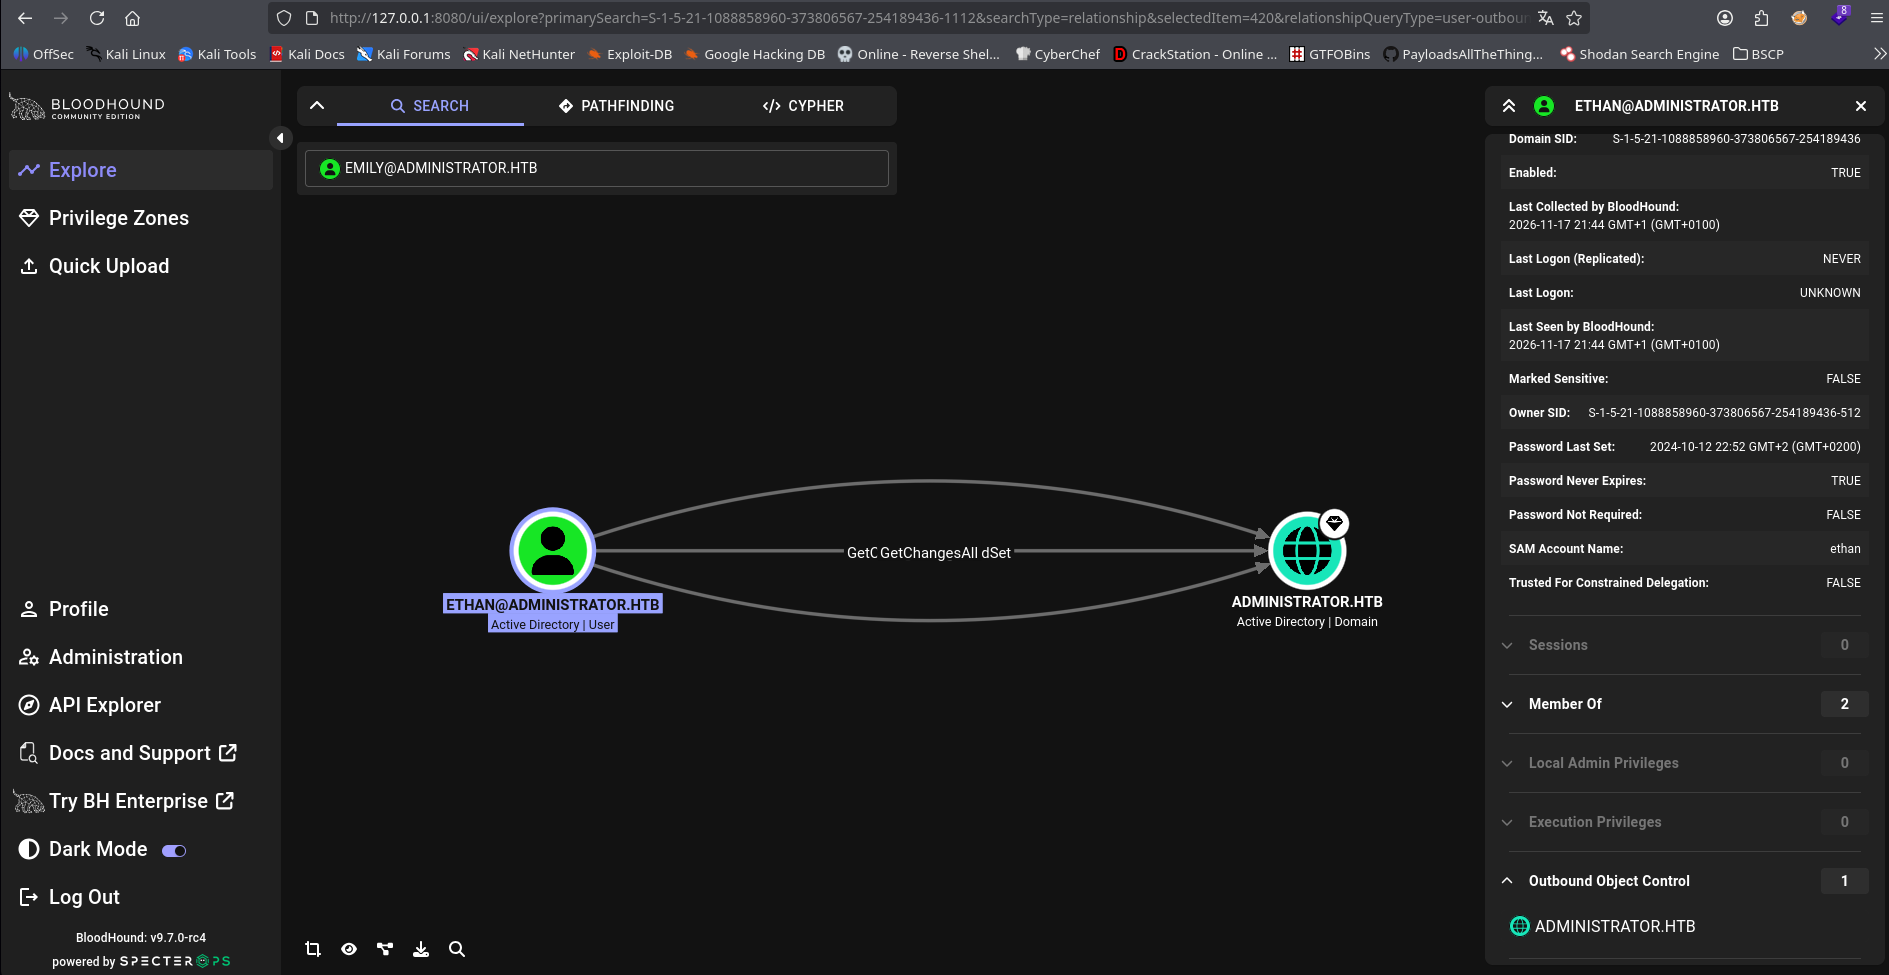 http://127.0.0.1:8080/ui/explore?primarySearch=S-1-5-21-1088858960-373806567-254189436-1112&searchType=relationship&selectedItem=420&relationshipQueryType=user-outbour
8
OffSec Kali Linux Kali Tools Kali Docs Kali Forums Kali NetHunter Exploit-DB Google Hacking DB Online - Reverse Shel... CyberChef CrackStation - Online ... GTFOBins PayloadsAllTheThing... Shodan Search Engine BSCP
BLOODHOUND
COMMUNITY EDITION
Explore
Privilege Zones
Quick Upload
Profile
Administration
API Explorer
Docs and Support
Try BH Enterprise
Dark Mode
Log Out
BloodHound: v9.7.0-rc4
powered by SPECTEROPS
SEARCH PATHFINDING </> CYPHER
EMILY@ADMINISTRATOR.HTB
GetC GetChangesAll dSet
ETHAN@ADMINISTRATOR.HTB
Active Directory | User
ADMINISTRATOR.HTB
Active Directory | Domain
ETHAN@ADMINISTRATOR.HTB
Domain SID: S-1-5-21-1088858960-373806567-254189436
Enabled: TRUE
Last Collected by BloodHound:
2026-11-17 21:44 GMT+1 (GMT+0100)
Last Logon (Replicated): NEVER
Last Logon: UNKNOWN
Last Seen by BloodHound:
2026-11-17 21:44 GMT+1 (GMT+0100)
Marked Sensitive: FALSE
Owner SID: S-1-5-21-1088858960-373806567-254189436-512
Password Last Set: 2024-10-12 22:52 GMT+2 (GMT+0200)
Password Never Expires: TRUE
Password Not Required: FALSE
SAM Account Name: ethan
Trusted For Constrained Delegation: FALSE
Sessions 0
Member Of 2
Local Admin Privileges 0
Execution Privileges 0
Outbound Object Control 1
ADMINISTRATOR.HTB